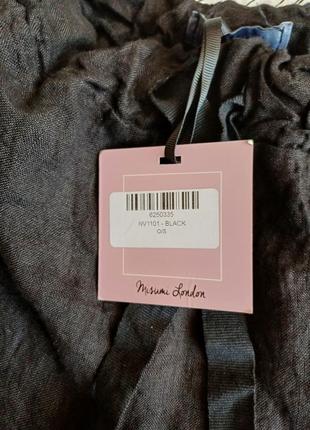 6250335
NV1101 - BLACK
O/S
Misumi London